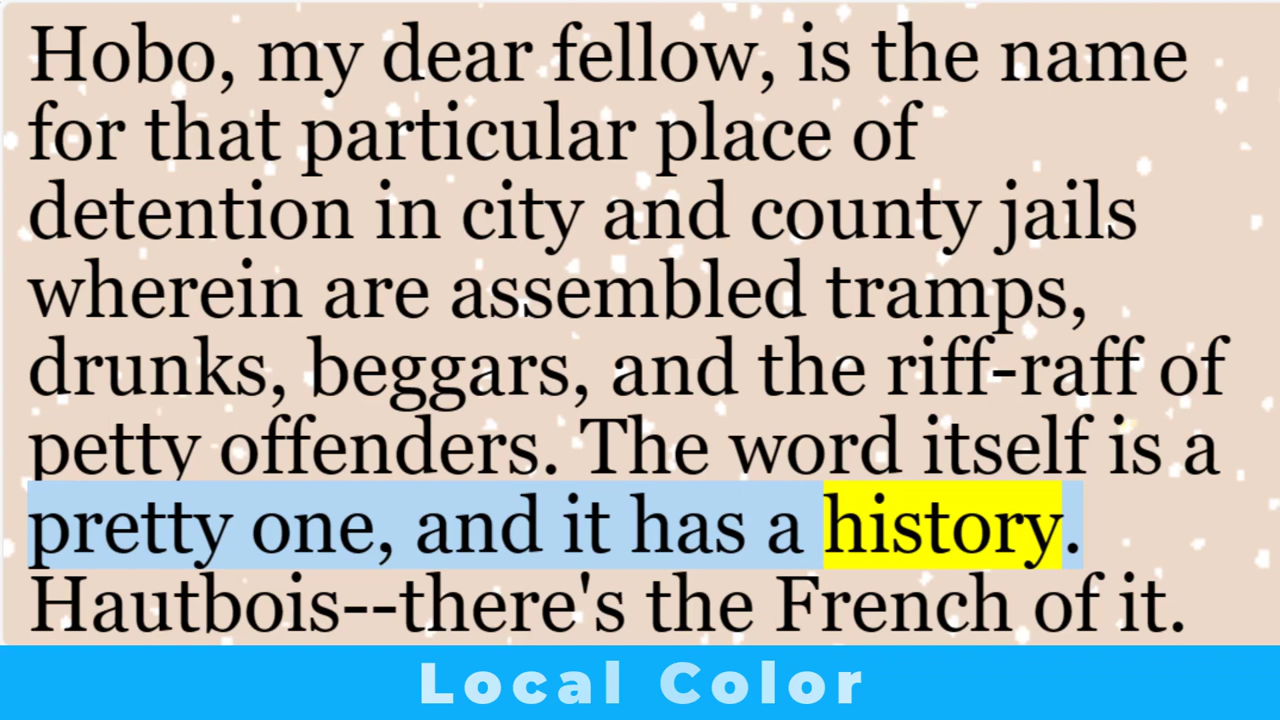 Hobo, my dear fellow, is the name
for that particular place of
detention in city and county jails
wherein are assembled tramps,
drunks, beggars, and the riff-raff of
petty offenders. The word itself is a
pretty one, and it has a history.
Hautbois--there's the French of it.
Local Color